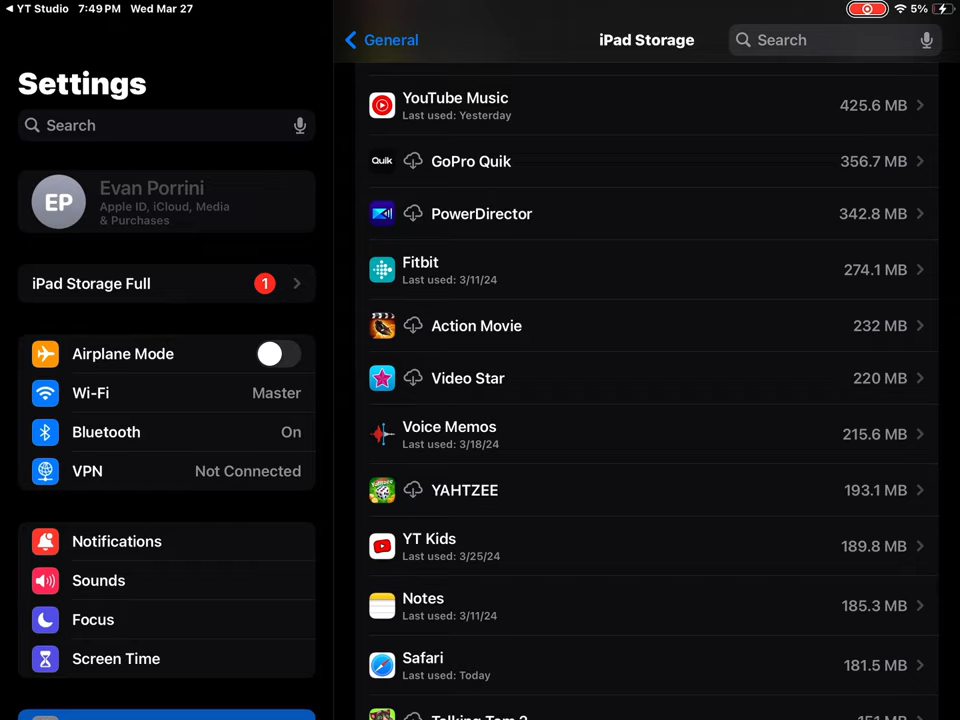 ◀ YT Studio 7:49 PM Wed Mar 27
5%
Settings
Search
EP
Evan Porrini
Apple ID, iCloud, Media
& Purchases
iPad Storage Full 1
Airplane Mode
Wi-Fi Master
Bluetooth On
VPN Not Connected
Notifications
Sounds
Focus
Screen Time
General
iPad Storage
Search
YouTube Music
Last used: Yesterday
425.6 MB
Quik
GoPro Quik
356.7 MB
PowerDirector
342.8 MB
Fitbit
Last used: 3/11/24
274.1 MB
Action Movie
232 MB
Video Star
220 MB
Voice Memos
Last used: 3/18/24
215.6 MB
YAHTZEE
193.1 MB
YT Kids
Last used: 3/25/24
189.8 MB
Notes
Last used: 3/11/24
185.3 MB
Safari
Last used: Today
181.5 MB
Talking Tom 2
151 MB